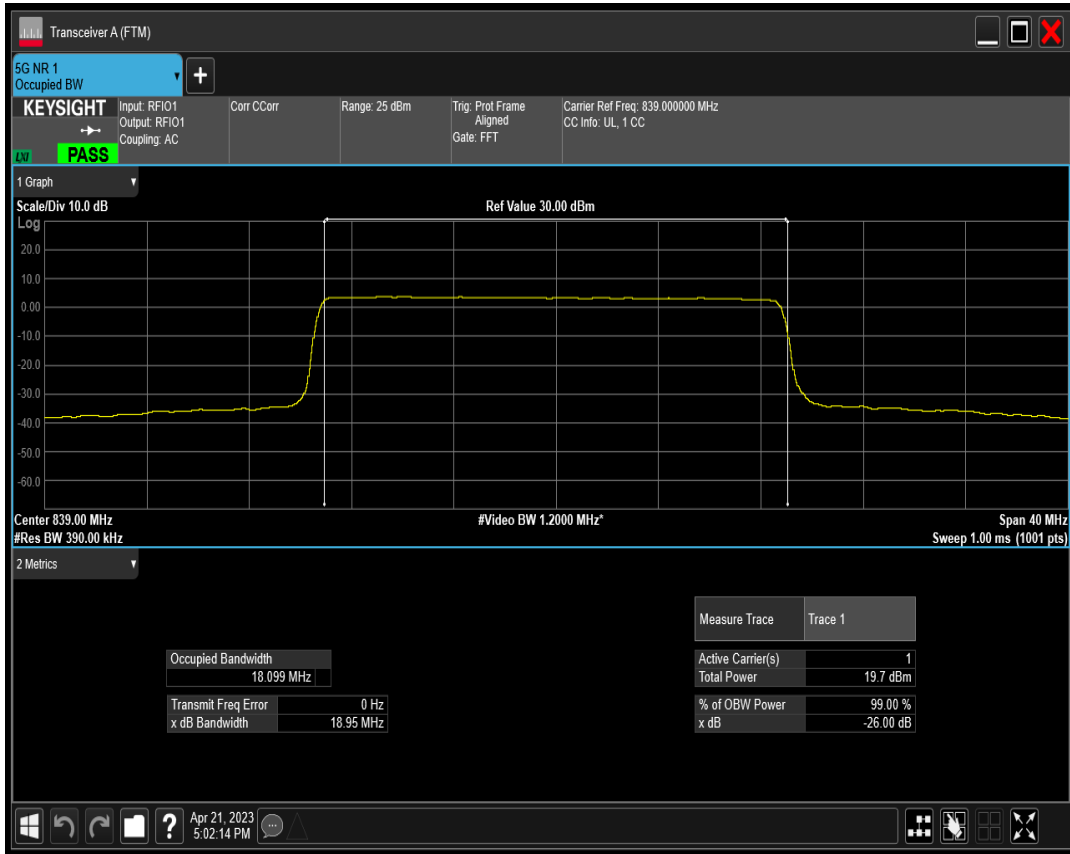 Transceiver A (FTM)
5G NR 1
Occupied BW
+
KEYSIGHT
LXI
PASS
Input: RFIO1
Output: RFIO1
Coupling: AC
Corr CCorr
Range: 25 dBm
Trig: Prot Frame
Aligned
Gate: FFT
Carrier Ref Freq: 839.000000 MHz
CC Info: UL, 1 CC
1 Graph
Scale/Div 10.0 dB
Ref Value 30.00 dBm
Log
20.0
10.0
0.00
-10.0
-20.0
-30.0
-40.0
-50.0
-60.0
Center 839.00 MHz
#Video BW 1.2000 MHz*
Span 40 MHz
#Res BW 390.00 kHz
Sweep 1.00 ms (1001 pts)
2 Metrics
Measure Trace Trace 1
Occupied Bandwidth
18.099 MHz
Active Carrier(s) 1
Total Power 19.7 dBm
Transmit Freq Error 0 Hz
x dB Bandwidth 18.95 MHz
% of OBW Power 99.00 %
x dB -26.00 dB
?
Apr 21, 2023
5:02:14 PM